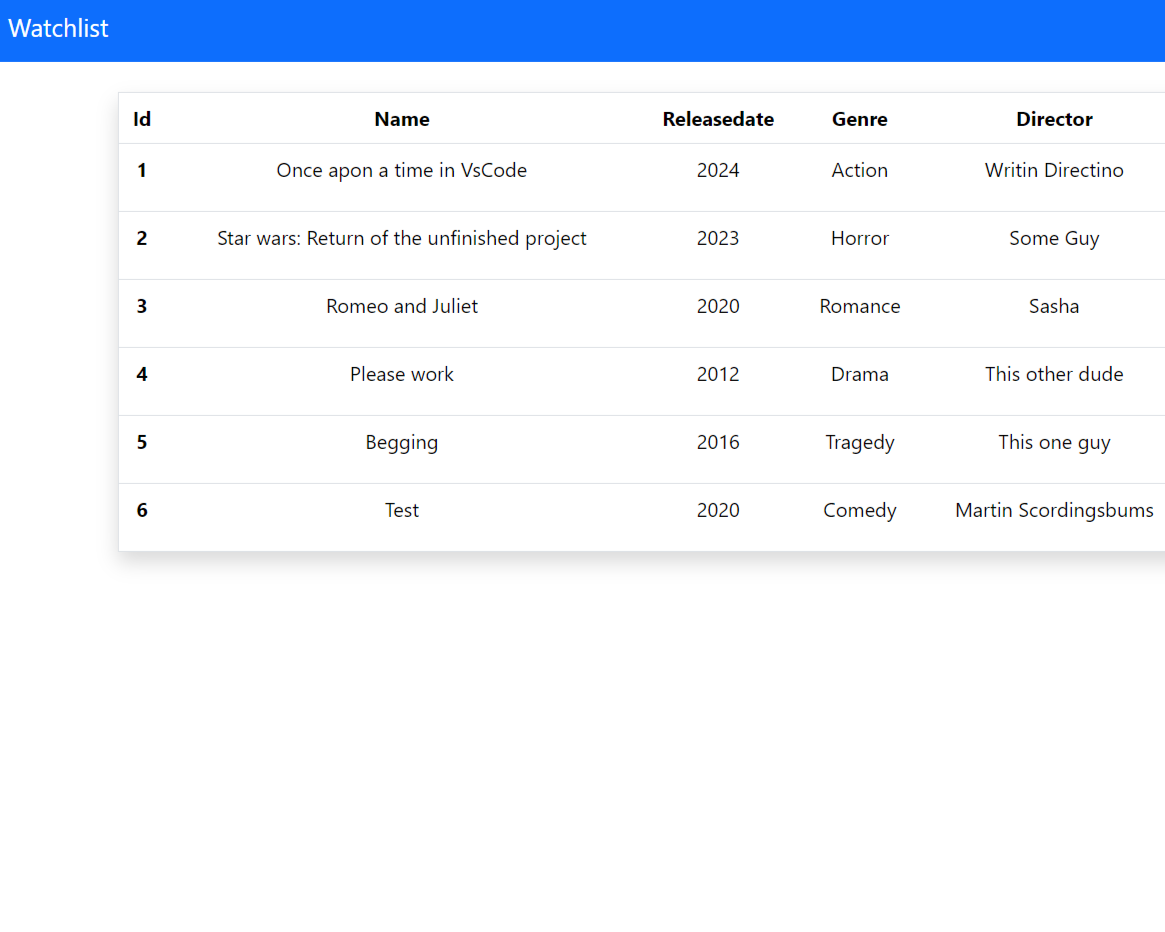 Watchlist
Id Name Releasedate Genre Director
1 Once apon a time in VsCode 2024 Action Writin Directino
2 Star wars: Return of the unfinished project 2023 Horror Some Guy
3 Romeo and Juliet 2020 Romance Sasha
4 Please work 2012 Drama This other dude
5 Begging 2016 Tragedy This one guy
6 Test 2020 Comedy Martin Scordingsbums